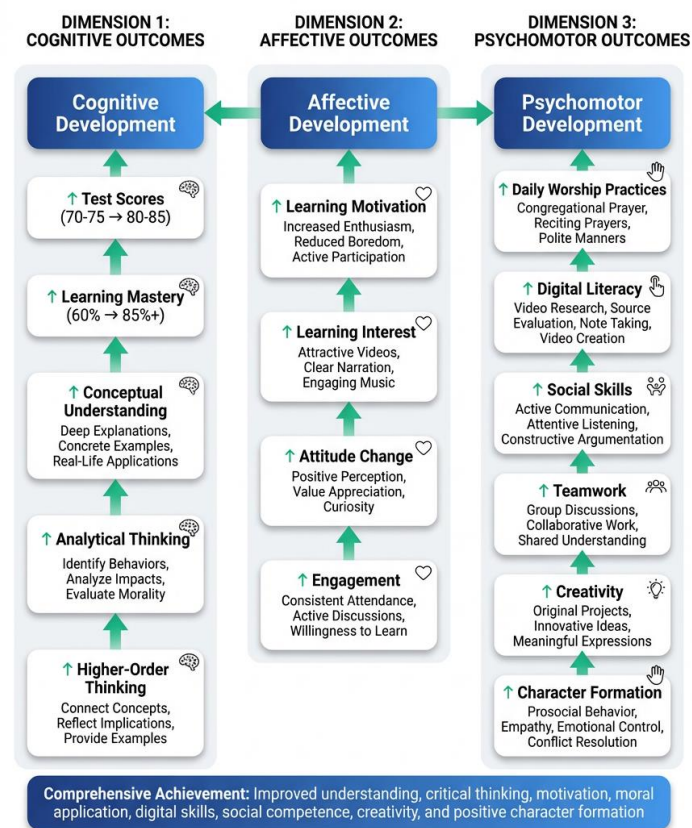 DIMENSION 1:
COGNITIVE OUTCOMES
Cognitive
Development
↑ Test Scores
(70-75 → 80-85)
↑ Learning Mastery
(60% → 85%+)
↑ Conceptual
Understanding
Deep Explanations,
Concrete Examples,
Real-Life Applications
↑ Analytical Thinking
Identify Behaviors,
Analyze Impacts,
Evaluate Morality
↑ Higher-Order
Thinking
Connect Concepts,
Reflect Implications,
Provide Examples
DIMENSION 2:
AFFECTIVE OUTCOMES
Affective
Development
↑ Learning Motivation
Increased Enthusiasm,
Reduced Boredom,
Active Participation
↑ Learning Interest
Attractive Videos,
Clear Narration,
Engaging Music
↑ Attitude Change
Positive Perception,
Value Appreciation,
Curiosity
↑ Engagement
Consistent Attendance,
Active Discussions,
Willingness to Learn
DIMENSION 3:
PSYCHOMOTOR OUTCOMES
Psychomotor
Development
↑ Daily Worship Practices
Congregational Prayer,
Reciting Prayers,
Polite Manners
↑ Digital Literacy
Video Research, Source
Evaluation, Note Taking,
Video Creation
↑ Social Skills
Active Communication,
Attentive Listening,
Constructive Argumentation
↑ Teamwork
Group Discussions,
Collaborative Work,
Shared Understanding
↑ Creativity
Original Projects,
Innovative Ideas,
Meaningful Expressions
↑ Character Formation
Prosocial Behavior,
Empathy, Emotional Control,
Conflict Resolution
Comprehensive Achievement: Improved understanding, critical thinking, motivation, moral
application, digital skills, social competence, creativity, and positive character formation